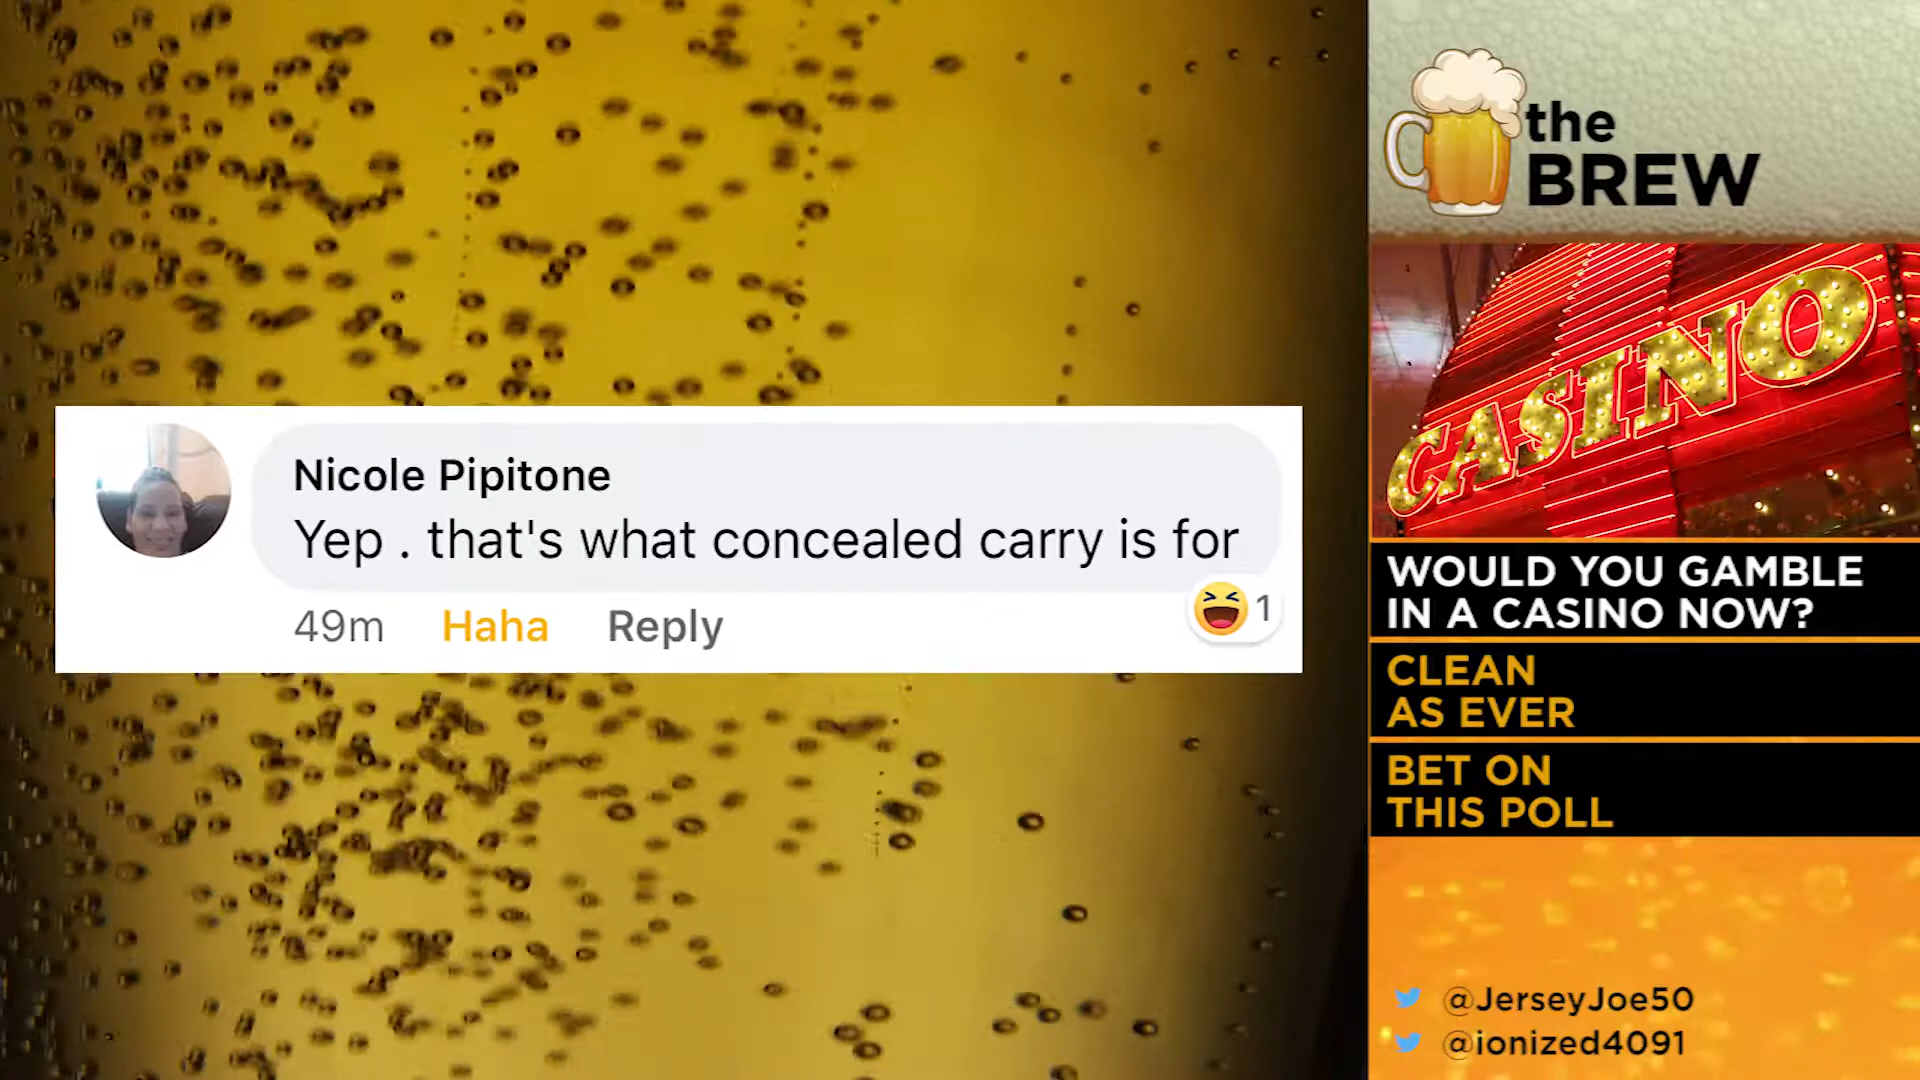 Nicole Pipitone
Yep . that's what concealed carry is for
49m Haha Reply
1
the
BREW
CASINO
WOULD YOU GAMBLE
IN A CASINO NOW?
CLEAN
AS EVER
BET ON
THIS POLL
@JerseyJoe50
@ionized4091